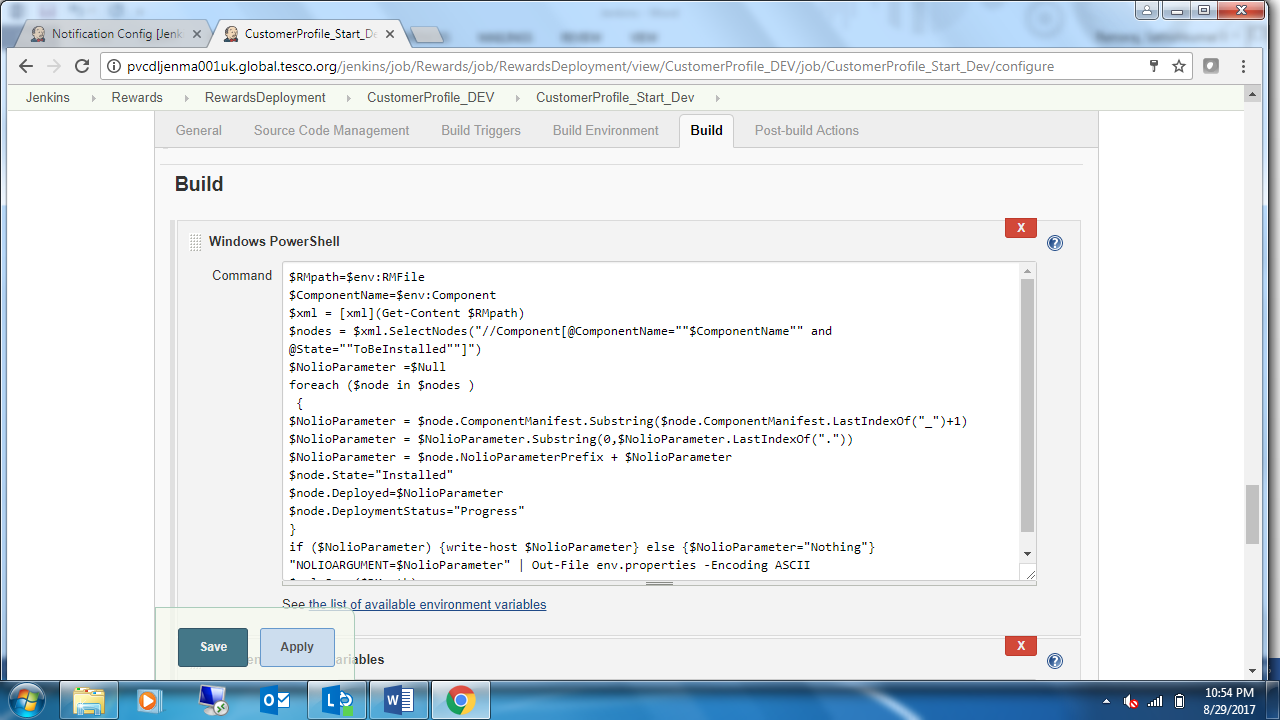 Notification Config [Jenk
CustomerProfile_Start_De
pvcdljenma001uk.global.tesco.org/jenkins/job/Rewards/job/RewardsDeployment/view/CustomerProfile_DEV/job/CustomerProfile_Start_Dev/configure
Jenkins Rewards RewardsDeployment CustomerProfile_DEV CustomerProfile_Start_Dev
General Source Code Management Build Triggers Build Environment Build Post-build Actions
Build
X
Windows PowerShell
Command
$RMpath=$env:RMFile
$ComponentName=$env:Component
$xml = [xml](Get-Content $RMpath)
$nodes = $xml.SelectNodes("//Component[@ComponentName=""$ComponentName"" and
@State=""ToBeInstalled""]")
$NolioParameter =$Null
foreach ($node in $nodes )
{
$NolioParameter = $node.ComponentManifest.Substring($node.ComponentManifest.LastIndexOf("_")+1)
$NolioParameter = $NolioParameter.Substring(0,$NolioParameter.LastIndexOf("."))
$NolioParameter = $node.NolioParameterPrefix + $NolioParameter
$node.State="Installed"
$node.Deployed=$NolioParameter
$node.DeploymentStatus="Progress"
}
if ($NolioParameter) {write-host $NolioParameter} else {$NolioParameter="Nothing"}
"NOLIOARGUMENT=$NolioParameter" | Out-File env.properties -Encoding ASCII
See the list of available environment variables
X
Save Apply ariables
10:54 PM
8/29/2017